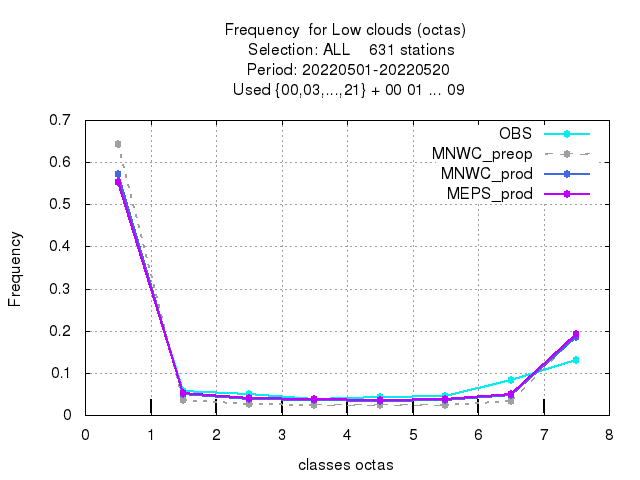 Frequency  for Low clouds (octas)
Selection: ALL    631 stations
Period: 20220501-20220520
Used {00,03,...,21} + 00 01 ... 09
0.7
0.6
0.5
0.4
0.3
0.2
0.1
0
Frequency
OBS
MNWC_preop
MNWC_prod
MEPS_prod
0 1 2 3 4 5 6 7 8
classes octas